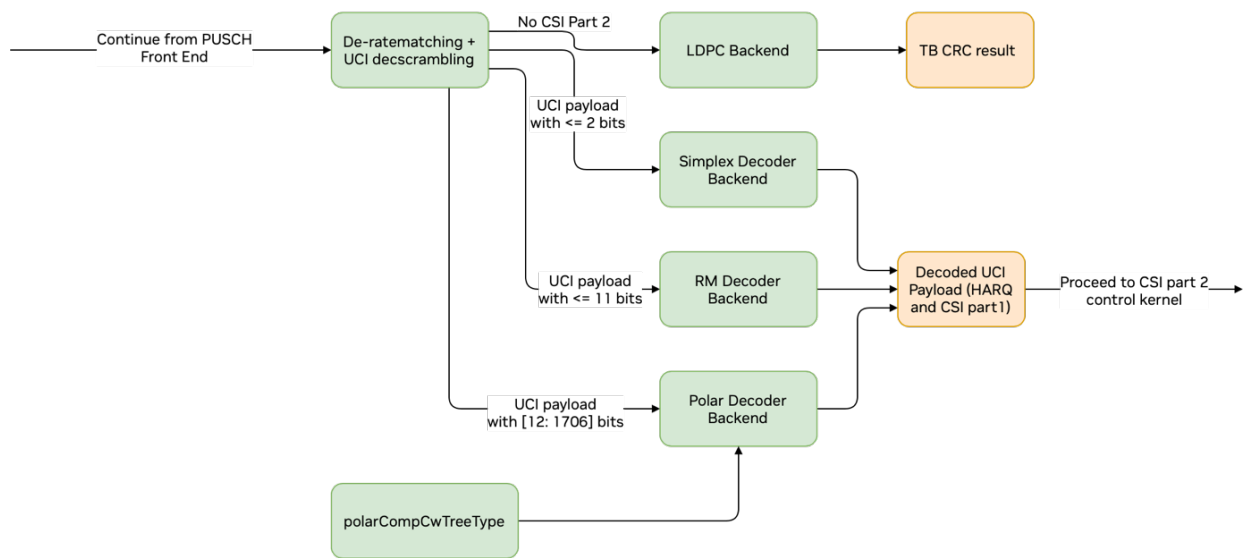 No CSI Part 2
Continue from PUSCH
Front End
De-ratematching +
UCI decscrambling
LDPC Backend
TB CRC result
UCI payload
with <= 2 bits
Simplex Decoder
Backend
UCI payload
with <= 11 bits
RM Decoder
Backend
Decoded UCI
Payload (HARQ
and CSI part1)
Proceed to CSI part 2
control kernel
UCI payload
with [12: 1706] bits
Polar Decoder
Backend
polarCompCwTreeType